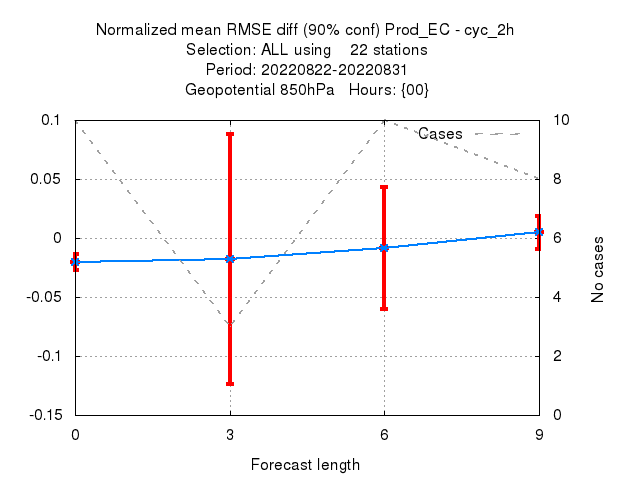 Normalized mean RMSE diff (90% conf) Prod_EC - cyc_2h
Selection: ALL using    22 stations
Period: 20220822-20220831
Geopotential 850hPa   Hours: {00}
0.1
0.05
0
-0.05
-0.1
-0.15
Cases
10
8
6
4
2
0
No cases
0 3 6 9
Forecast length